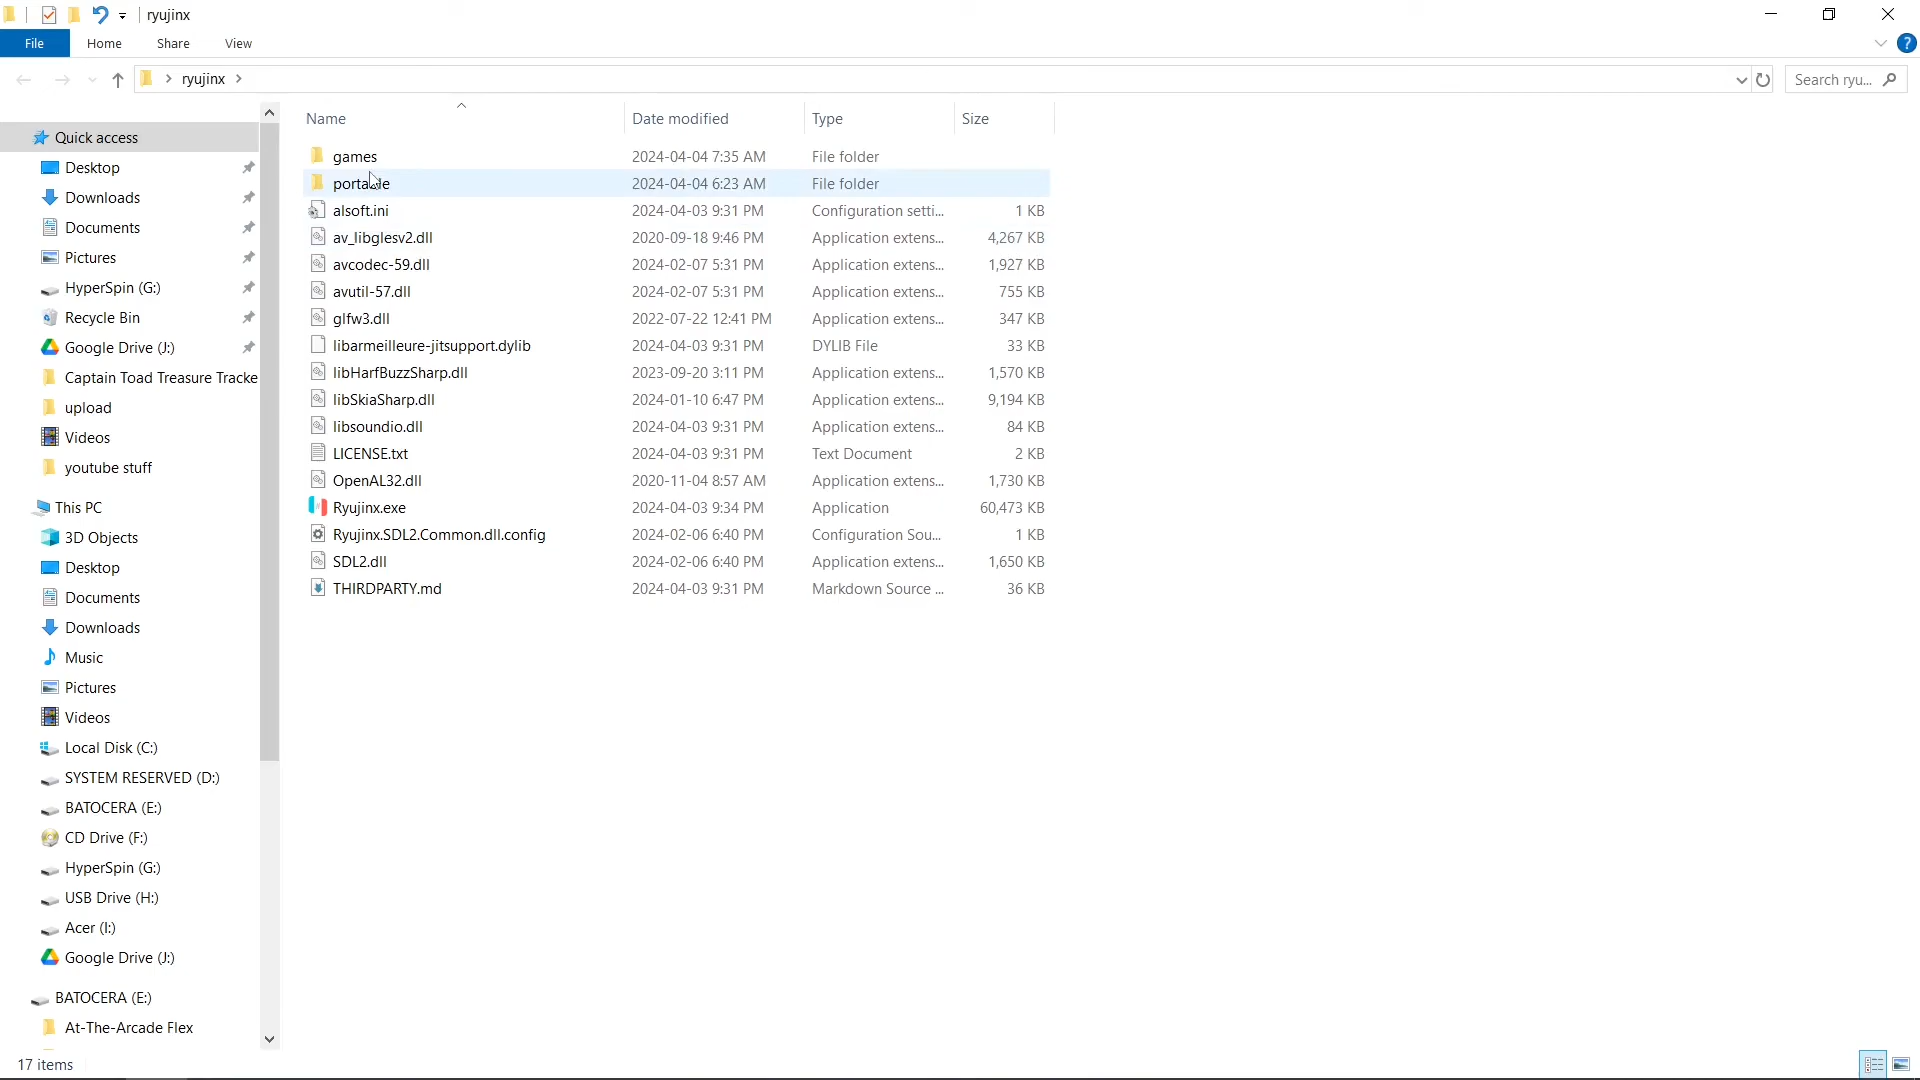 ryujinx
File Home Share View
ryujinx
Search ryu...
Name Date modified Type Size
games 2024-04-04 7:35 AM File folder
2024-04-04 6:23 AM File folder
alsoft.ini 2024-04-03 9:31 PM Configuration setti... 1 KB
av_libglesv2.dll 2020-09-18 9:46 PM Application extens... 4,267 KB
avcodec-59.dll 2024-02-07 5:31 PM Application extens... 1,927 KB
avutil-57.dll 2024-02-07 5:31 PM Application extens... 755 KB
glfw3.dll 2022-07-22 12:41 PM Application extens... 347 KB
libarmeilleure-jitsupport.dylib 2024-04-03 9:31 PM DYLIB File 33 KB
libHarfBuzzSharp.dll 2023-09-20 3:11 PM Application extens... 1,570 KB
libSkiaSharp.dll 2024-01-10 6:47 PM Application extens... 9,194 KB
libsoundio.dll 2024-04-03 9:31 PM Application extens... 84 KB
LICENSE.txt 2024-04-03 9:31 PM Text Document 2 KB
OpenAL32.dll 2020-11-04 8:57 AM Application extens... 1,730 KB
Ryujinx.exe 2024-04-03 9:34 PM Application 60,473 KB
Ryujinx.SDL2.Common.dll.config 2024-02-06 6:40 PM Configuration Sou... 1 KB
SDL2.dll 2024-02-06 6:40 PM Application extens... 1,650 KB
THIRDPARTY.md 2024-04-03 9:31 PM Markdown Source ... 36 KB
Quick access
Desktop
Downloads
Documents
Pictures
HyperSpin (G:)
Recycle Bin
Google Drive (J:)
Captain Toad Treasure Tracke
upload
Videos
youtube stuff
This PC
3D Objects
Desktop
Documents
Downloads
Music
Pictures
Videos
Local Disk (C:)
SYSTEM RESERVED (D:)
BATOCERA (E:)
CD Drive (F:)
HyperSpin (G:)
USB Drive (H:)
Acer (I:)
Google Drive (J:)
BATOCERA (E:)
At-The-Arcade Flex
17 items